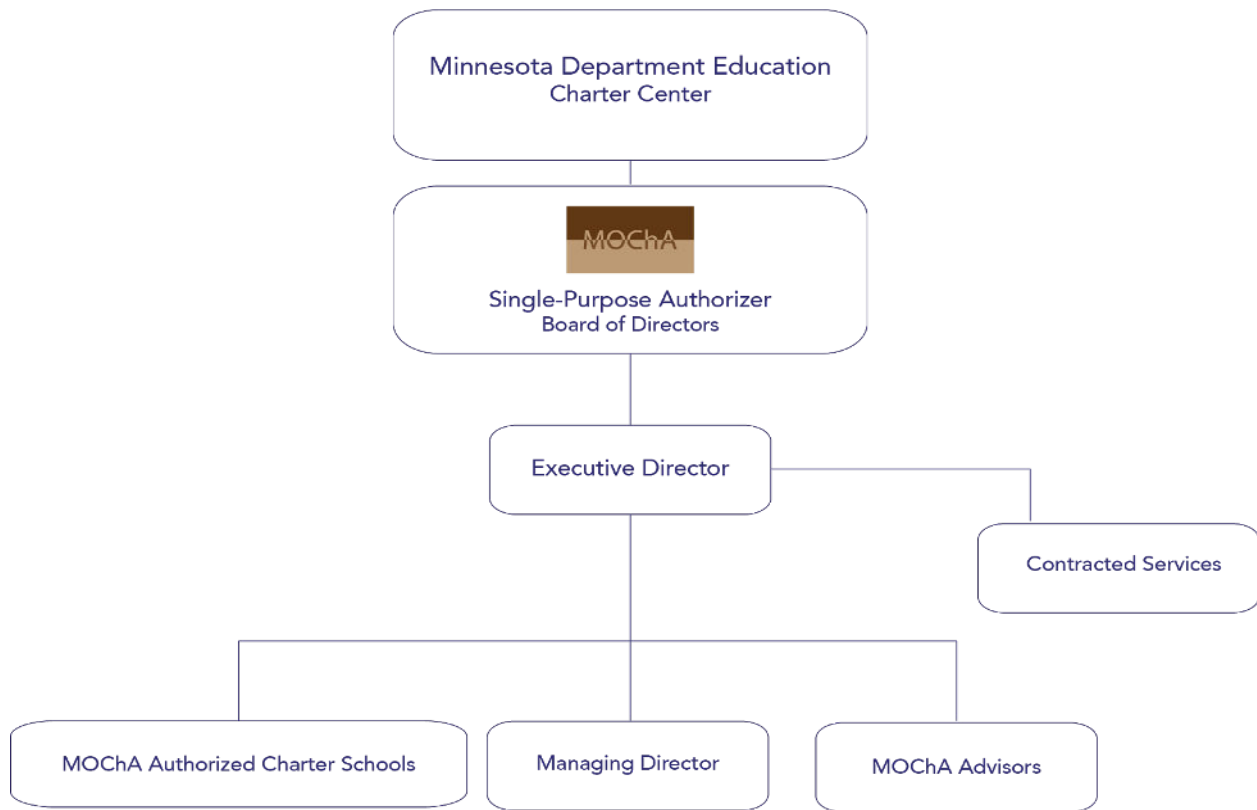 Minnesota Department Education
Charter Center
MOChA
Single-Purpose Authorizer
Board of Directors
Executive Director
Contracted Services
MOChA Authorized Charter Schools
Managing Director
MOChA Advisors